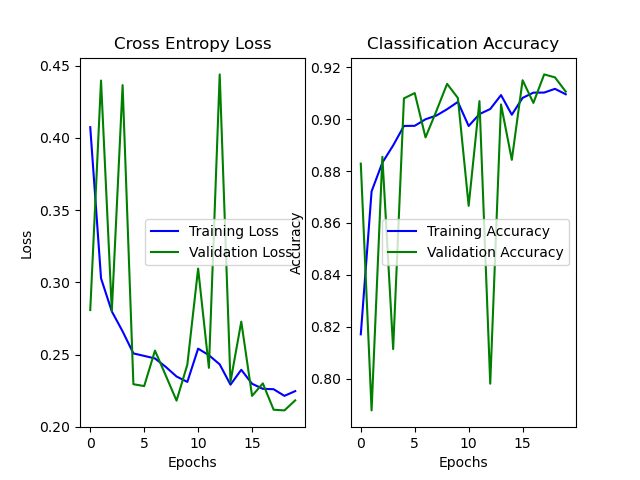 Cross Entropy Loss
0.45
0.40
0.35
0.30
0.25
0.20
Loss
Training Loss
Validation Loss
0
5
10
15
Epochs
Classification Accuracy
0.92
0.90
0.88
0.86
0.84
0.82
0.80
Accuracy
Training Accuracy
Validation Accuracy
0
5
10
15
Epochs